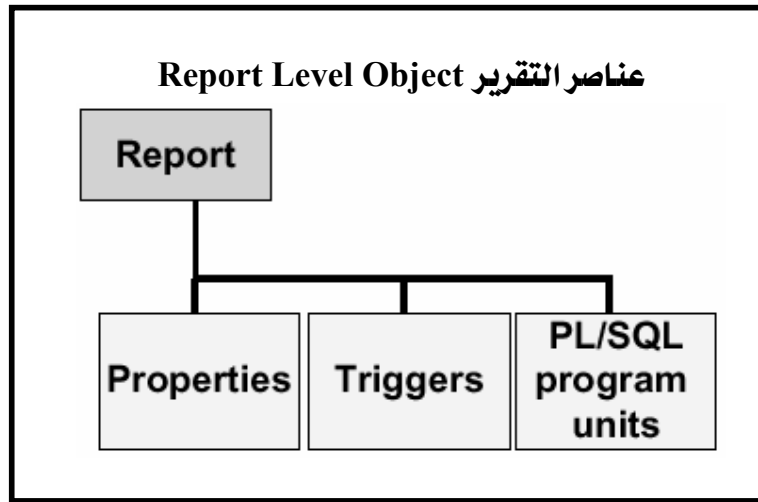 عناصر التقرير Report Level Object
Report
Properties
Triggers
PL/SQL
program
units